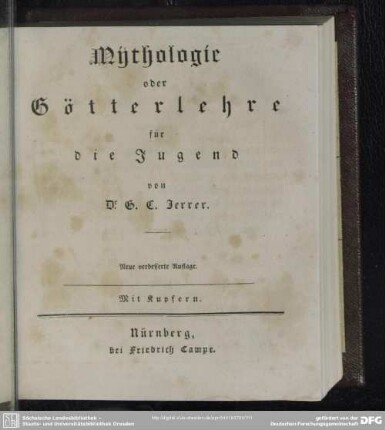 Mythologie
oder
Götterlehre
für
die Jugend
von
Dr. G. C. Jerrer.
Neue verbesserte Auflage.
Mit Kupfern.
Nürnberg,
bei Friedrich Campe.
Sächsische Landesbibliothek -
Staats- und Universitätsbibliothek Dresden
gefördert von der
Deutschen Forschungsgemeinschaft
DFG